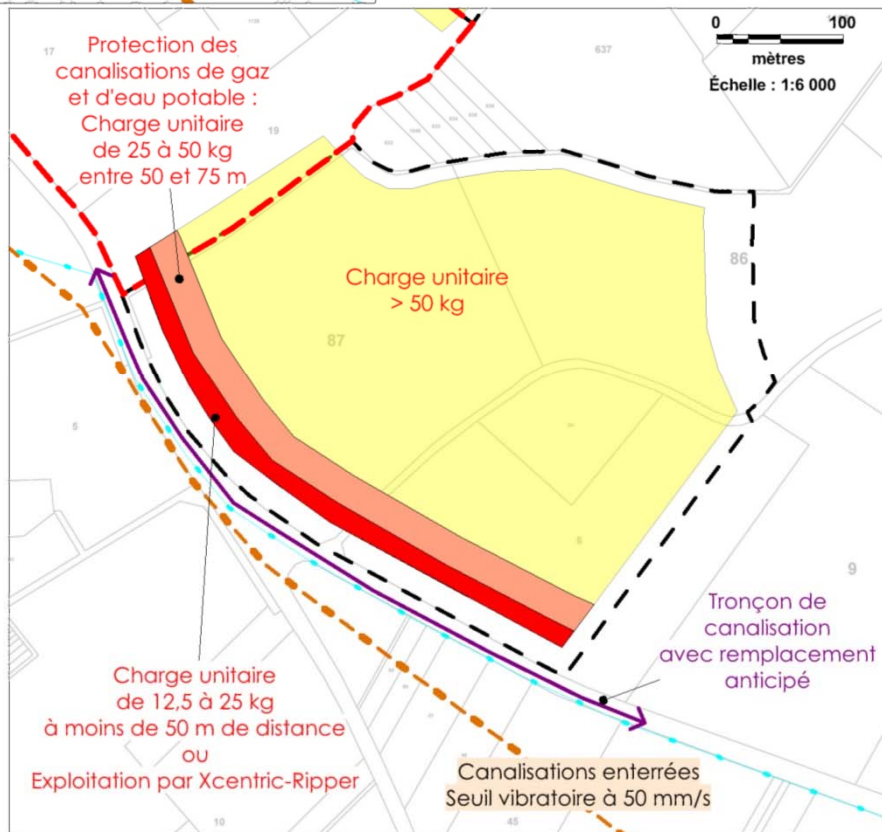 0 100
mètres
Échelle : 1:6 000
17
637
Protection des
canalisations de gaz
et d'eau potable :
Charge unitaire
de 25 à 50 kg
entre 50 et 75 m
19
86
Charge unitaire
> 50 kg
87
5
8
9
Tronçon de
canalisation
avec remplacement
anticipé
Charge unitaire
de 12,5 à 25 kg
à moins de 50 m de distance
ou
Exploitation par Xcentric-Ripper
Canalisations enterrées
Seuil vibratoire à 50 mm/s
10
45